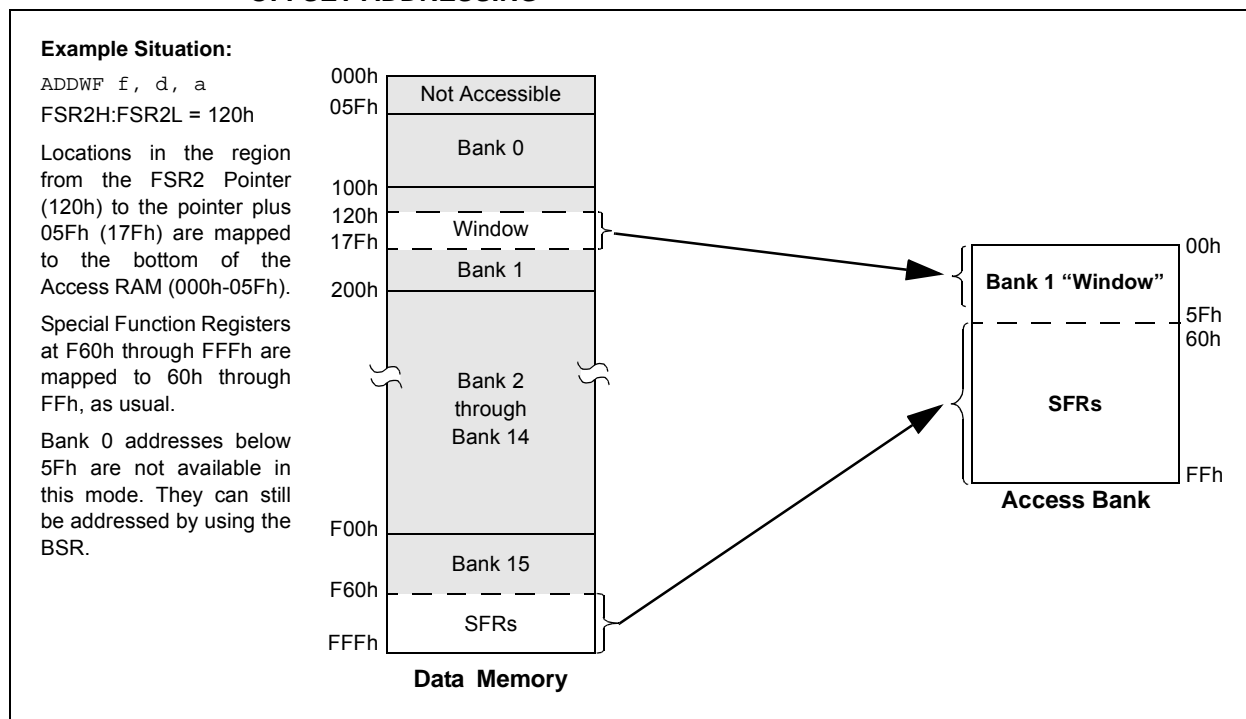 OFFSET ADDRESSING
Example Situation:
ADDWF f, d, a
FSR2H:FSR2L = 120h
Locations in the region
from the FSR2 Pointer
(120h) to the pointer plus
05Fh (17Fh) are mapped
to the bottom of the
Access RAM (000h-05Fh).
Special Function Registers
at F60h through FFFh are
mapped to 60h through
FFh, as usual.
Bank 0 addresses below
5Fh are not available in
this mode. They can still
be addressed by using the
BSR.
000h
Not Accessible
05Fh
Bank 0
100h
120h
Window
17Fh
Bank 1
200h
Bank 2
through
Bank 14
F00h
Bank 15
F60h
SFRs
FFFh
Data Memory
00h
Bank 1 “Window”
5Fh
60h
SFRs
FFh
Access Bank